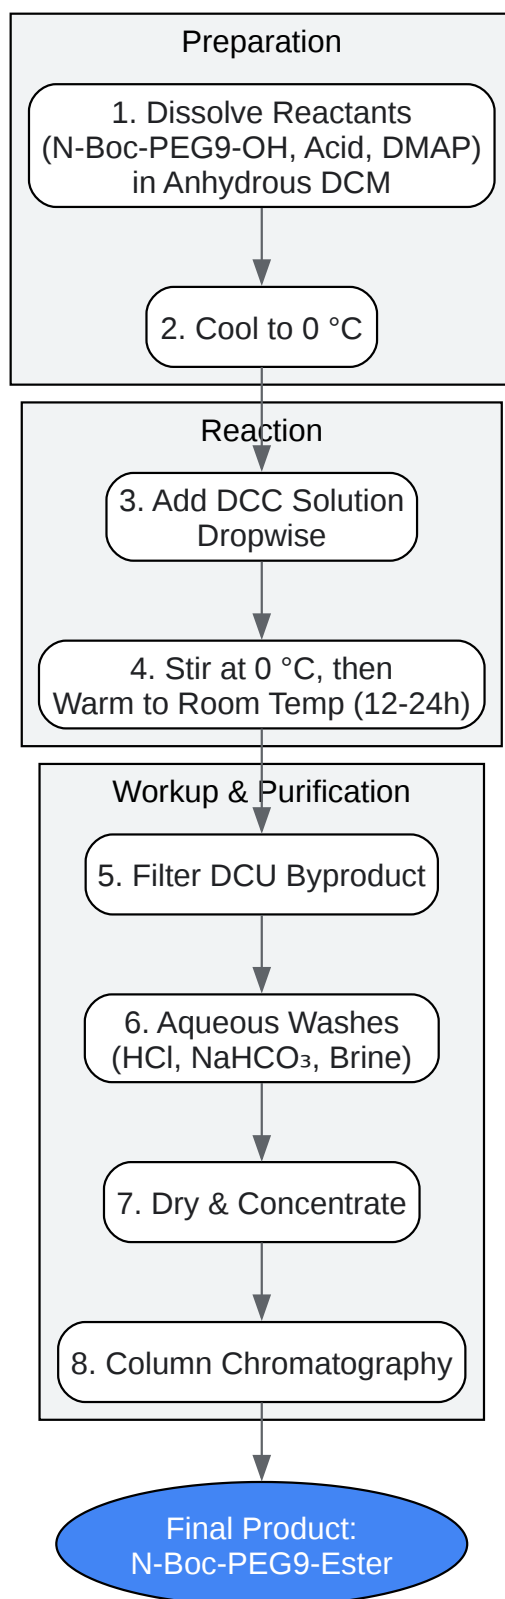 Preparation
1. Dissolve Reactants
(N-Boc-PEG9-OH, Acid, DMAP)
in Anhydrous DCM
2. Cool to 0 °C
Reaction
3. Add DCC Solution
Dropwise
4. Stir at 0 °C, then
Warm to Room Temp (12-24h)
Workup & Purification
5. Filter DCU Byproduct
6. Aqueous Washes
(HCl, NaHCO₃, Brine)
7. Dry & Concentrate
8. Column Chromatography
Final Product:
N-Boc-PEG9-Ester